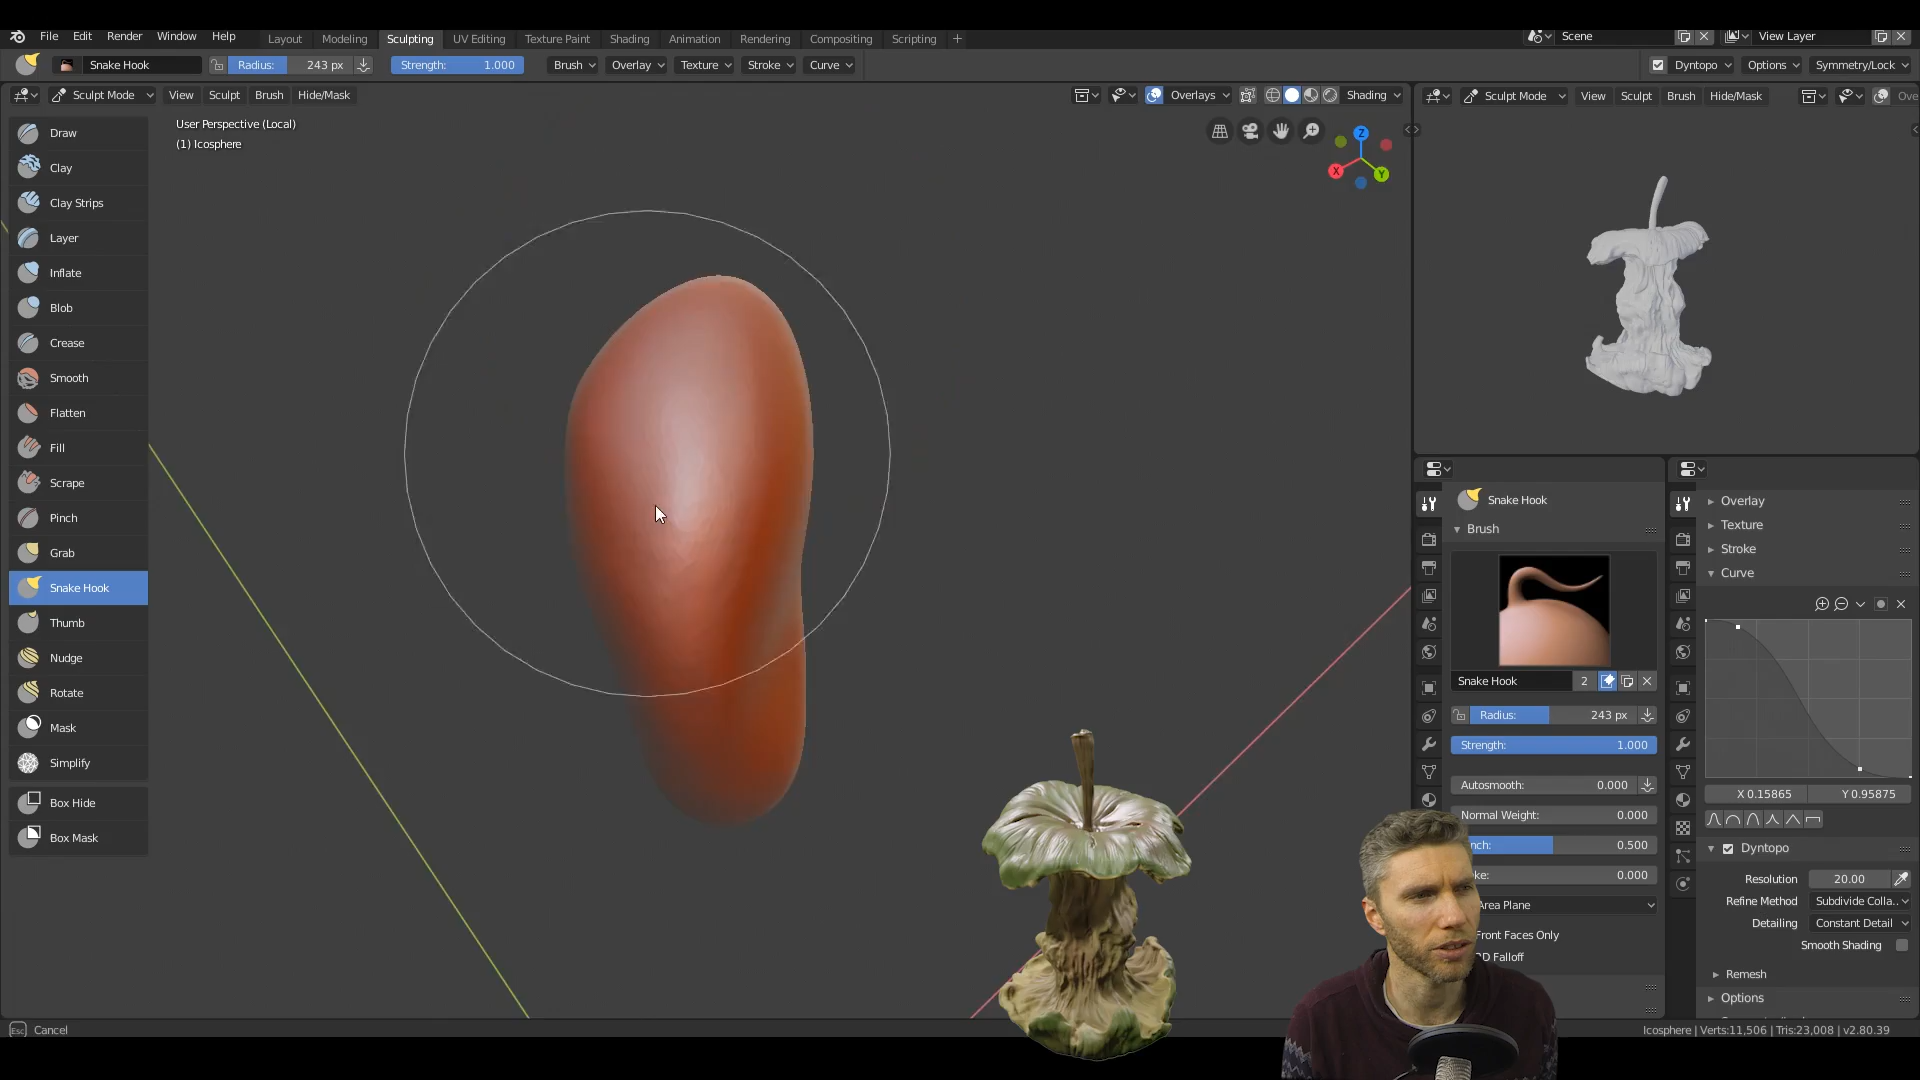 File Edit Render Window Help Layout Modeling Sculpting UV Editing Texture Paint Shading Animation Rendering Compositing Scripting + Scene View Layer
Snake Hook Radius: 243 px Strength: 1.000 Brush Overlay Texture Stroke Curve Dyntopo Options Symmetry/Lock
Sculpt Mode View Sculpt Brush Hide/Mask Overlays Shading
Sculpt Mode View Sculpt Brush Hide/Mask Ove
User Perspective (Local)
(1) Icosphere
Z
X
Y
Draw
Clay
Clay Strips
Layer
Inflate
Blob
Crease
Smooth
Flatten
Fill
Scrape
Pinch
Grab
Snake Hook
Thumb
Nudge
Rotate
Mask
Simplify
Box Hide
Box Mask
Snake Hook
Brush
Snake Hook 2
Radius: 243 px
Strength: 1.000
Autosmooth: 0.000
Normal Weight: 0.000
nch: 0.500
ke: 0.000
Area Plane
Front Faces Only
D Falloff
Overlay
Texture
Stroke
Curve
X 0.15865 Y 0.95875
Dyntopo
Resolution 20.00
Refine Method Subdivide Colla..
Detailing Constant Detail
Smooth Shading
Remesh
Options
Esc Cancel
Icosphere | Verts:11,506 | Tris:23,008 | v2.80.39